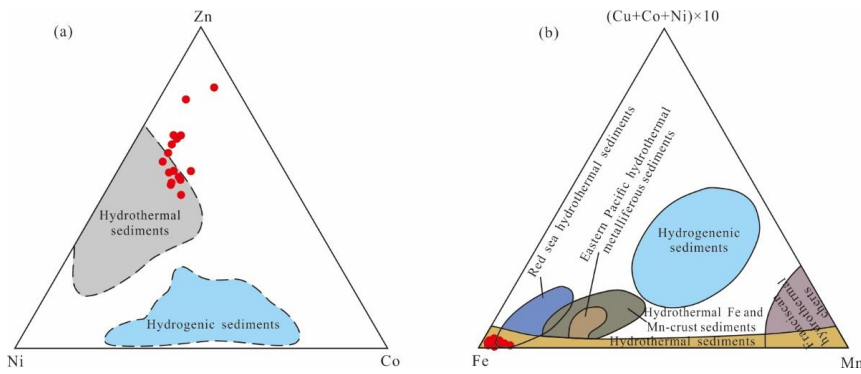 (a)
Zn
Hydrothermal
sediments
Hydrogenic sediments
Ni
Co
(b)
(Cu+Co+Ni)×10
Red sea hydrothermal sediments
Eastern Pacific hydrothermal
metalliferous sediments
Hydrogenenic
sediments
Hydrothermal Fe and
Mn-crust sediments
Hydrothermal sediments
Franciscan
hydrothermal
cherts
Fe
Mn